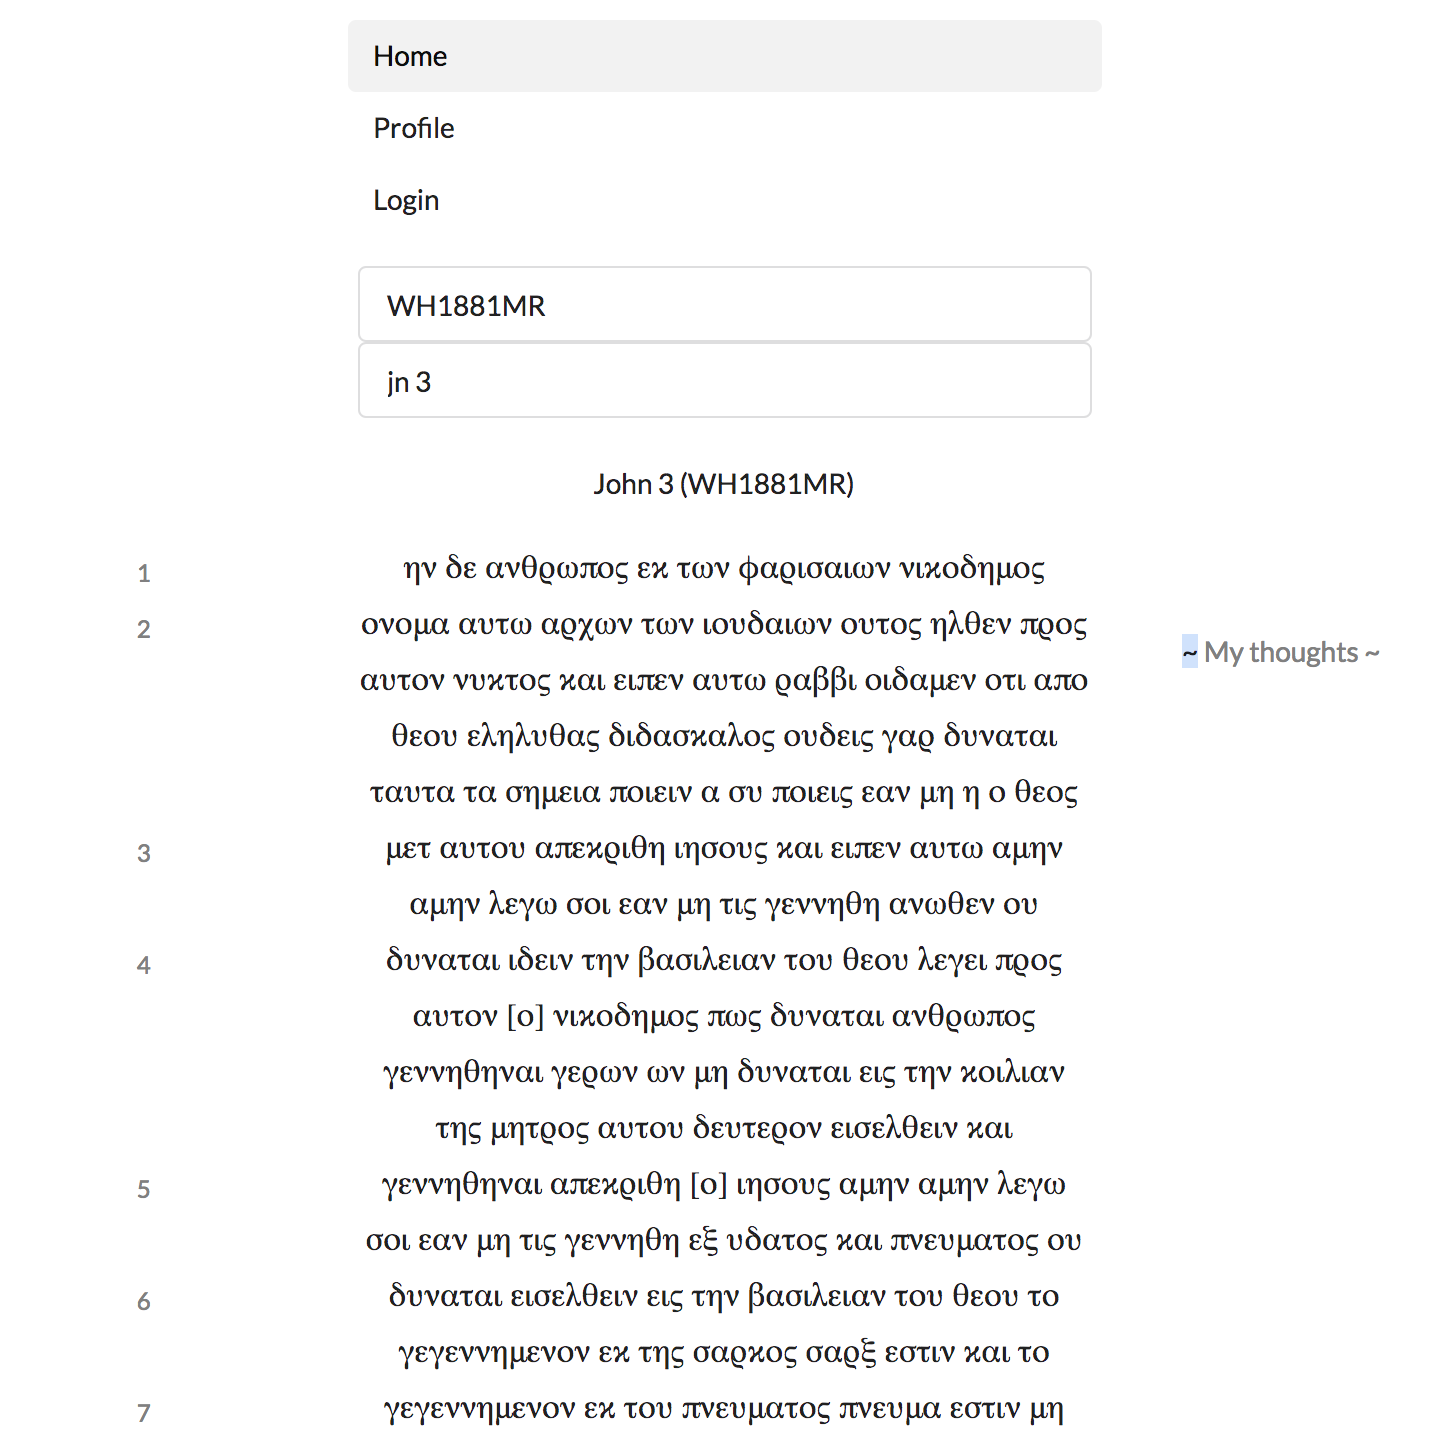 Home
Profile
Login
WH1881MR
jn 3
John 3 (WH1881MR)
1 ην δε ανθρωπος εκ των φαρισαιων νικοδημος
2 ονομα αυτω αρχων των ιουδαιων ουτος ηλθεν προς
~ My thoughts ~
αυτον νυκτος και ειπεν αυτω ραββι οιδαμεν οτι απο
θεου εληλυθας διδασκαλος ουδεις γαρ δυναται
ταυτα τα σημεια ποιειν α συ ποιεις εαν μη η ο θεος
3 μετ αυτου απεκριθη ιησους και ειπεν αυτω αμην
αμην λεγω σοι εαν μη τις γεννηθη ανωθεν ου
4 δυναται ιδειν την βασιλειαν του θεου λεγει προς
αυτον [ο] νικοδημος πως δυναται ανθρωπος
γεννηθηναι γερων ων μη δυναται εις την κοιλιαν
της μητρος αυτου δευτερον εισελθειν και
5 γεννηθηναι απεκριθη [ο] ιησους αμην αμην λεγω
σοι εαν μη τις γεννηθη εξ υδατος και πνευματος ου
6 δυναται εισελθειν εις την βασιλειαν του θεου το
γεγεννημενον εκ της σαρκος σαρξ εστιν και το
7 γεγεννημενον εκ του πνευματος πνευμα εστιν μη